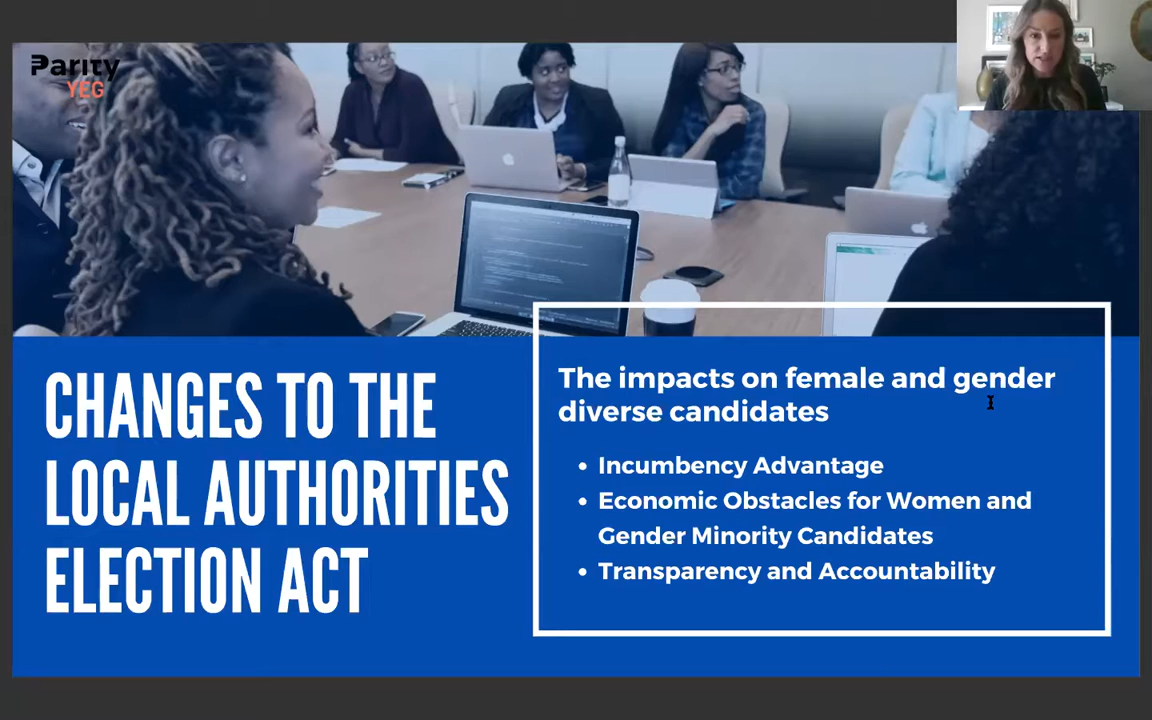 Parity
YEG
CHANGES TO THE
LOCAL AUTHORITIES
ELECTION ACT
The impacts on female and gender
diverse candidates
• Incumbency Advantage
• Economic Obstacles for Women and
Gender Minority Candidates
• Transparency and Accountability